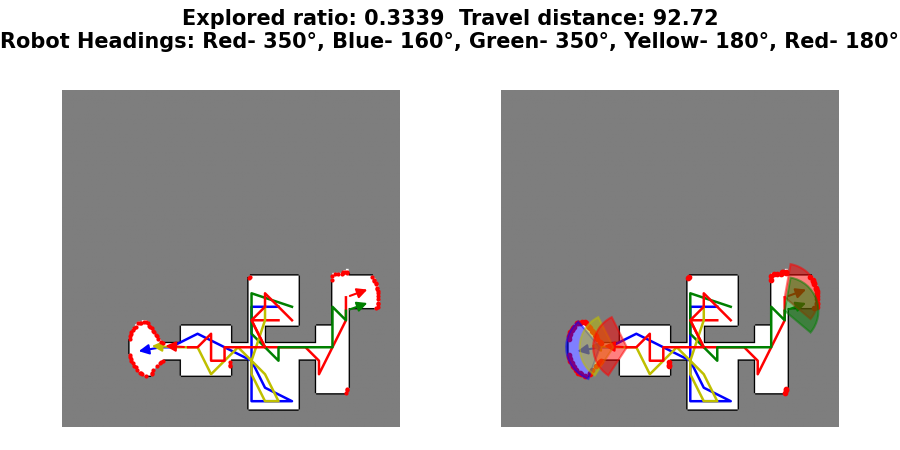 Explored ratio: 0.3339  Travel distance: 92.72
Robot Headings: Red- 350°, Blue- 160°, Green- 350°, Yellow- 180°, Red- 180°